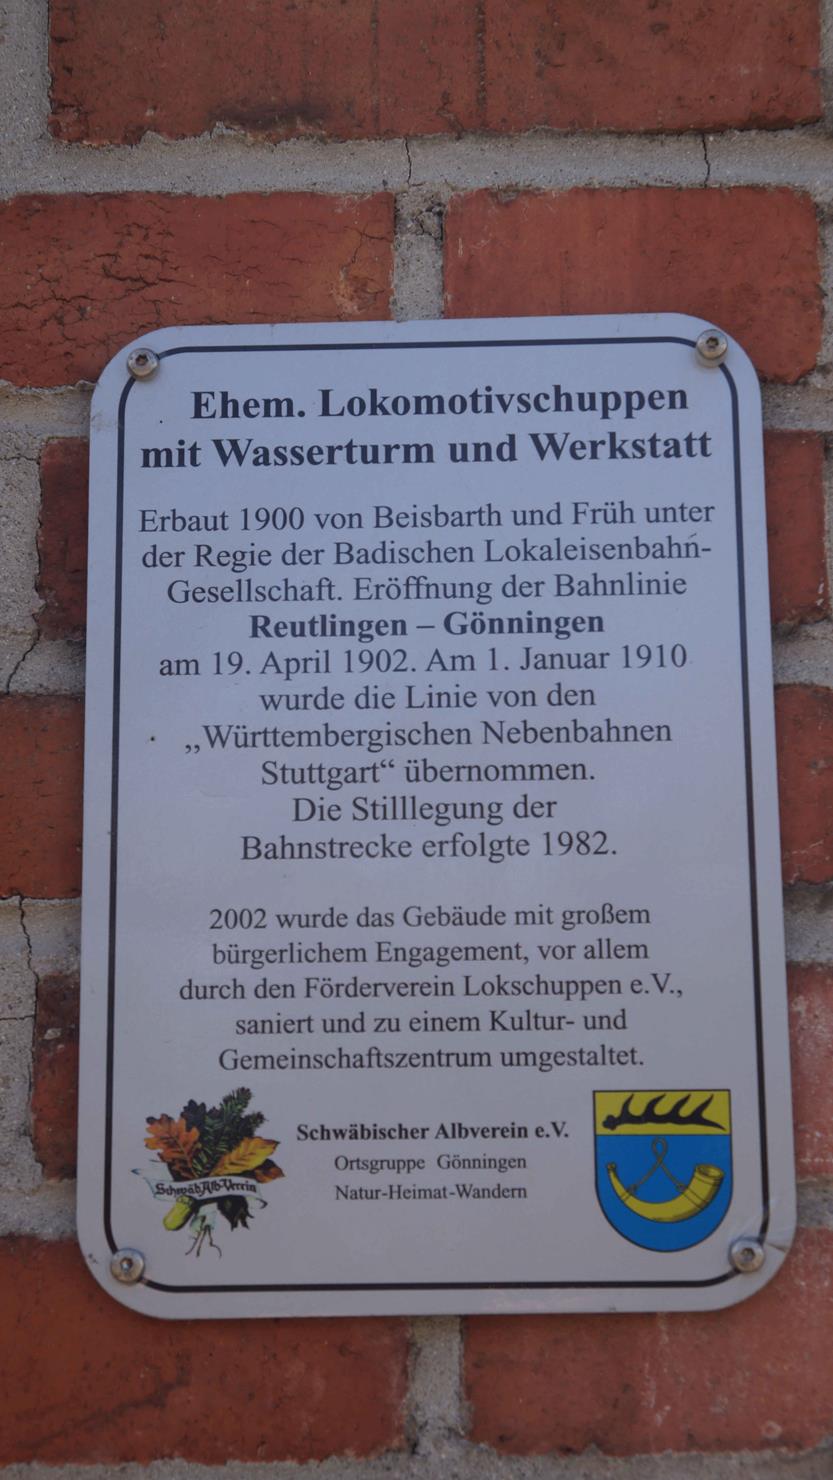 Ehem. Lokomotivschuppen
mit Wasserturm und Werkstatt
Erbaut 1900 von Beisbarth und Früh unter
der Regie der Badischen Lokaleisenbahn-
Gesellschaft. Eröffnung der Bahnlinie
Reutlingen – Gönningen
am 19. April 1902. Am 1. Januar 1910
wurde die Linie von den
„Württembergischen Nebenbahnen
Stuttgart“ übernommen.
Die Stilllegung der
Bahnstrecke erfolgte 1982.
2002 wurde das Gebäude mit großem
bürgerlichem Engagement, vor allem
durch den Förderverein Lokschuppen e.V.,
saniert und zu einem Kultur- und
Gemeinschaftszentrum umgestaltet.
Schwäbischer Albverein e.V.
Ortsgruppe Gönningen
Natur-Heimat-Wandern
Schwäb.Alb-Verein